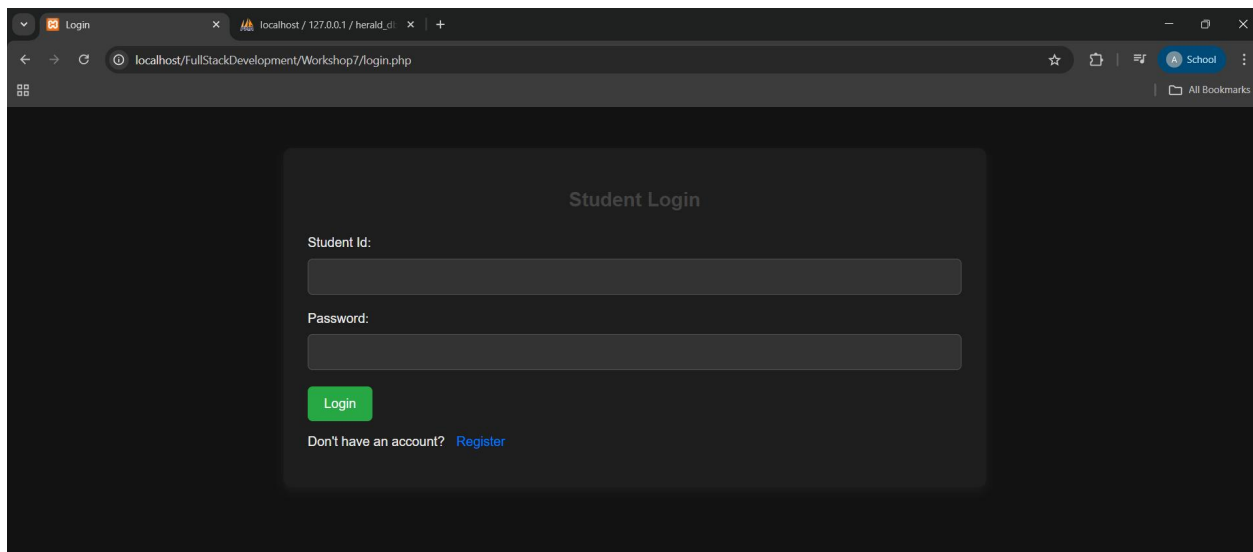 Login
localhost / 127.0.0.1 / herald_d
localhost/FullStackDevelopment/Workshop7/login.php
A School
All Bookmarks
Student Login
Student Id:
Password:
Login
Don't have an account? Register